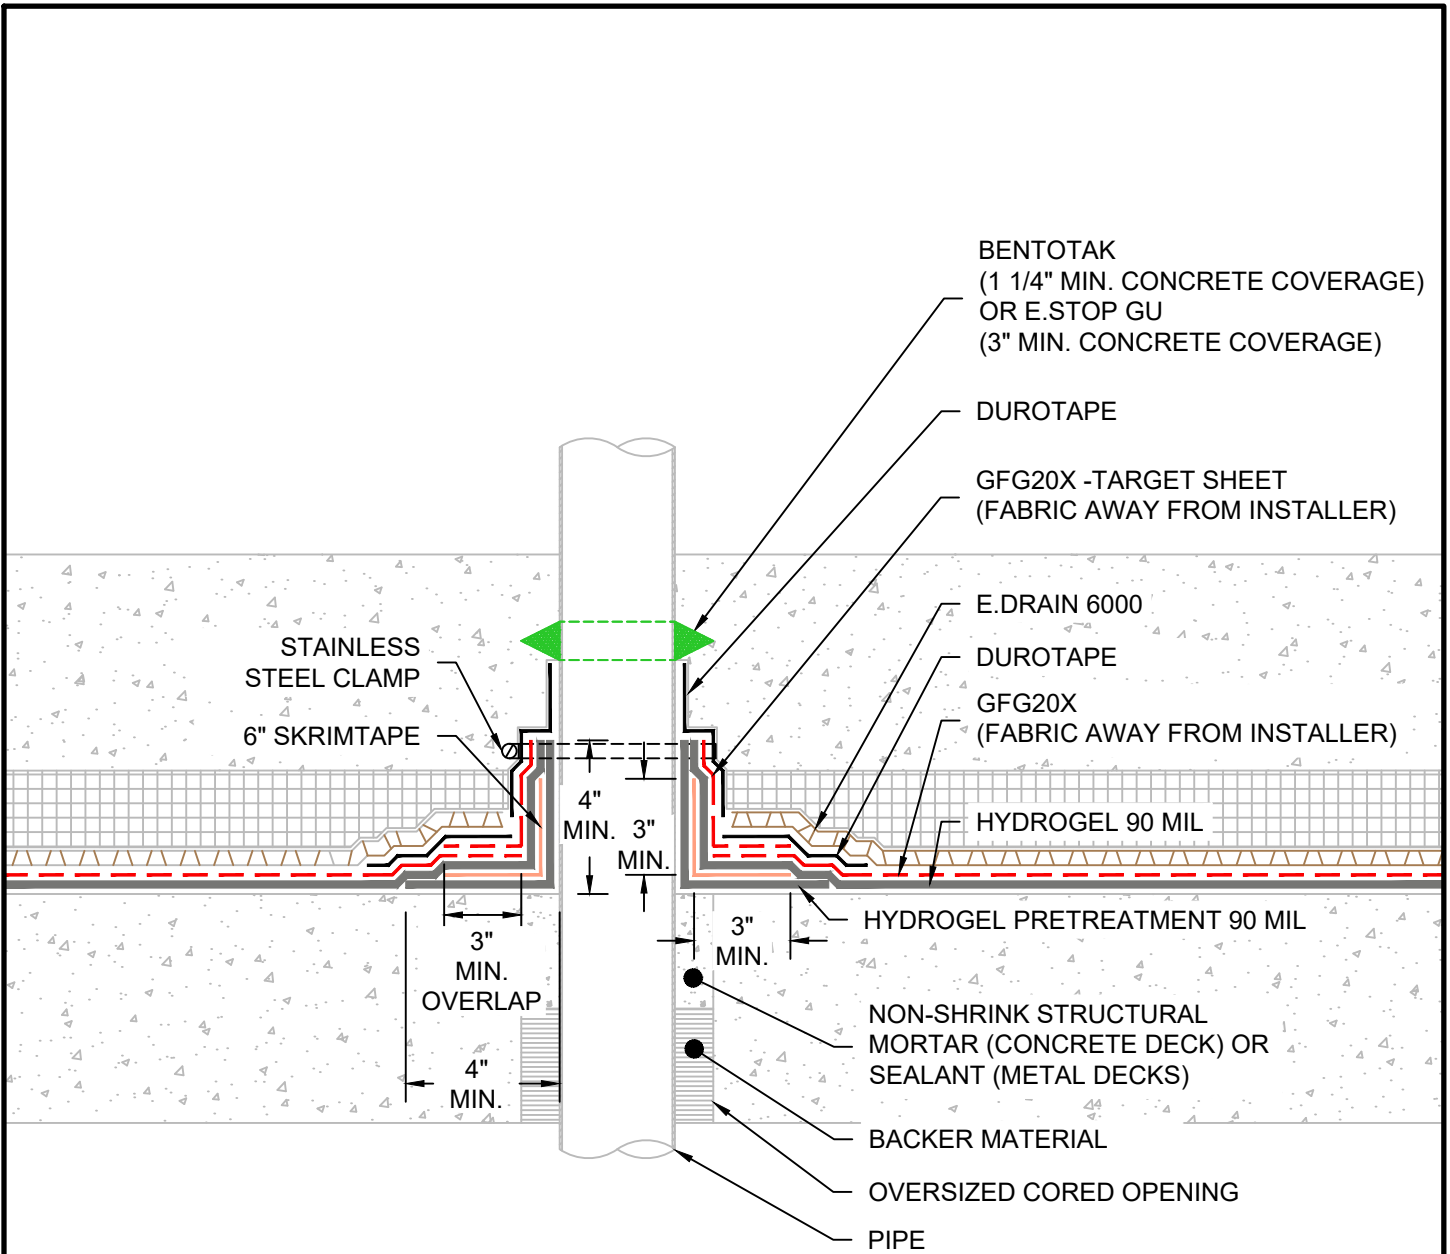 BENTOTAK
(1 1/4" MIN. CONCRETE COVERAGE)
OR E.STOP GU
(3" MIN. CONCRETE COVERAGE)
DUROTAPE
GFG20X -TARGET SHEET
(FABRIC AWAY FROM INSTALLER)
E.DRAIN 6000
DUROTAPE
GFG20X
(FABRIC AWAY FROM INSTALLER)
HYDROGEL 90 MIL
HYDROGEL PRETREATMENT 90 MIL
NON-SHRINK STRUCTURAL
MORTAR (CONCRETE DECK) OR
SEALANT (METAL DECKS)
BACKER MATERIAL
OVERSIZED CORED OPENING
PIPE
STAINLESS
STEEL CLAMP
6" SKRIMTAPE
4"
MIN.
3"
MIN.
3"
MIN.
OVERLAP
3"
MIN.
4"
MIN.